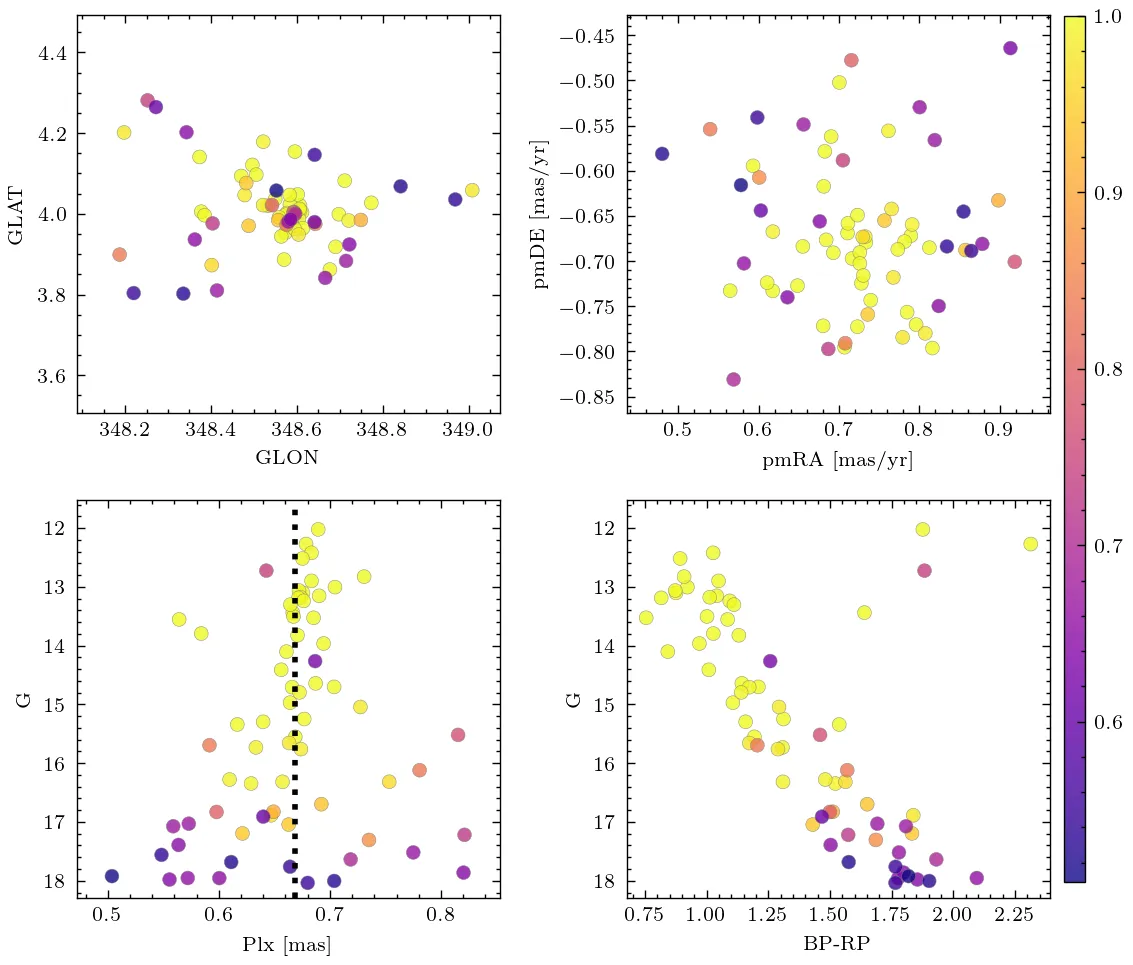 4.4
4.2
4.0
3.8
3.6
GLAT
348.2 348.4 348.6 348.8 349.0
GLON
−0.45
−0.50
−0.55
−0.60
−0.65
−0.70
−0.75
−0.80
−0.85
pmDE [mas/yr]
0.5 0.6 0.7 0.8 0.9
pmRA [mas/yr]
1.0
0.9
0.8
0.7
0.6
12
13
14
15
16
17
18
G
0.5 0.6 0.7 0.8
Plx [mas]
12
13
14
15
16
17
18
G
0.75 1.00 1.25 1.50 1.75 2.00 2.25
BP-RP